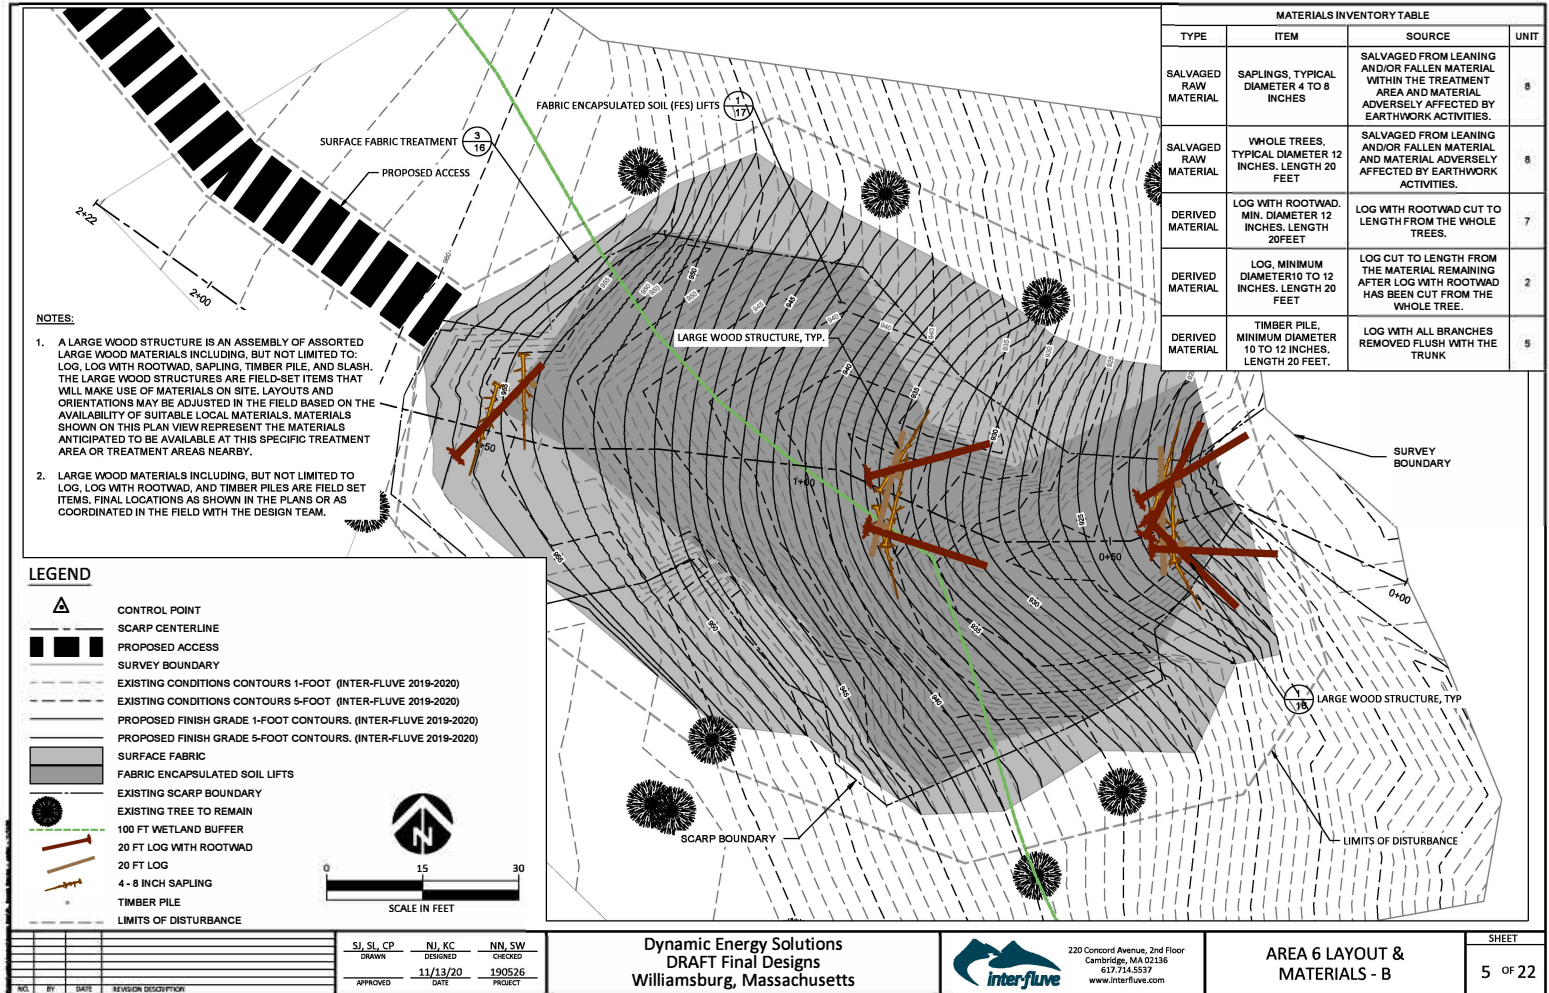 MATERIALS INVENTORY TABLE
TYPE ITEM SOURCE UNIT
SALVAGED RAW MATERIAL
SAPLINGS, TYPICAL DIAMETER 4 TO 8 INCHES
SALVAGED FROM LEANING AND/OR FALLEN MATERIAL WITHIN THE TREATMENT AREA AND MATERIAL ADVERSELY AFFECTED BY EARTHWORK ACTIVITIES.
8
SALVAGED RAW MATERIAL
WHOLE TREES, TYPICAL DIAMETER 12 INCHES. LENGTH 20 FEET
SALVAGED FROM LEANING AND/OR FALLEN MATERIAL AND MATERIAL ADVERSELY AFFECTED BY EARTHWORK ACTIVITIES.
8
DERIVED MATERIAL
LOG WITH ROOTWAD. MIN. DIAMETER 12 INCHES. LENGTH 20FEET
LOG WITH ROOTWAD CUT TO LENGTH FROM THE WHOLE TREES.
7
DERIVED MATERIAL
LOG, MINIMUM DIAMETER10 TO 12 INCHES. LENGTH 20 FEET
LOG CUT TO LENGTH FROM THE MATERIAL REMAINING AFTER LOG WITH ROOTWAD HAS BEEN CUT FROM THE WHOLE TREE.
2
DERIVED MATERIAL
TIMBER PILE, MINIMUM DIAMETER 10 TO 12 INCHES. LENGTH 20 FEET.
LOG WITH ALL BRANCHES REMOVED FLUSH WITH THE TRUNK
5
FABRIC ENCAPSULATED SOIL (FES) LIFTS
1
17
SURFACE FABRIC TREATMENT
3
16
PROPOSED ACCESS
2+22
2+00
LARGE WOOD STRUCTURE, TYP.
1+00
0+50
0+00
SURVEY
BOUNDARY
1
16
LARGE WOOD STRUCTURE, TYP
SCARP BOUNDARY
LIMITS OF DISTURBANCE
NOTES:
1. A LARGE WOOD STRUCTURE IS AN ASSEMBLY OF ASSORTED
LARGE WOOD MATERIALS INCLUDING, BUT NOT LIMITED TO:
LOG, LOG WITH ROOTWAD, SAPLING, TIMBER PILE, AND SLASH.
THE LARGE WOOD STRUCTURES ARE FIELD-SET ITEMS THAT
WILL MAKE USE OF MATERIALS ON SITE. LAYOUTS AND
ORIENTATIONS MAY BE ADJUSTED IN THE FIELD BASED ON THE
AVAILABILITY OF SUITABLE LOCAL MATERIALS. MATERIALS
SHOWN ON THIS PLAN VIEW REPRESENT THE MATERIALS
ANTICIPATED TO BE AVAILABLE AT THIS SPECIFIC TREATMENT
AREA OR TREATMENT AREAS NEARBY.
2. LARGE WOOD MATERIALS INCLUDING, BUT NOT LIMITED TO
LOG, LOG WITH ROOTWAD, AND TIMBER PILES ARE FIELD SET
ITEMS. FINAL LOCATIONS AS SHOWN IN THE PLANS OR AS
COORDINATED IN THE FIELD WITH THE DESIGN TEAM.
LEGEND
CONTROL POINT
SCARP CENTERLINE
PROPOSED ACCESS
SURVEY BOUNDARY
EXISTING CONDITIONS CONTOURS 1-FOOT (INTER-FLUVE 2019-2020)
EXISTING CONDITIONS CONTOURS 5-FOOT (INTER-FLUVE 2019-2020)
PROPOSED FINISH GRADE 1-FOOT CONTOURS. (INTER-FLUVE 2019-2020)
PROPOSED FINISH GRADE 5-FOOT CONTOURS. (INTER-FLUVE 2019-2020)
SURFACE FABRIC
FABRIC ENCAPSULATED SOIL LIFTS
EXISTING SCARP BOUNDARY
EXISTING TREE TO REMAIN
100 FT WETLAND BUFFER
20 FT LOG WITH ROOTWAD
20 FT LOG
4 - 8 INCH SAPLING
TIMBER PILE
LIMITS OF DISTURBANCE
N
0 15 30
SCALE IN FEET
NO. BY DATE REVISION DESCRIPTION
SJ, SL, CP NJ, KC NN, SW
DRAWN DESIGNED CHECKED
11/13/20 190526
APPROVED DATE PROJECT
Dynamic Energy Solutions
DRAFT Final Designs
Williamsburg, Massachusetts
inter-fluve
220 Concord Avenue, 2nd Floor
Cambridge, MA 02136
617.714.5537
www.interfluve.com
AREA 6 LAYOUT &
MATERIALS - B
SHEET
5 OF 22